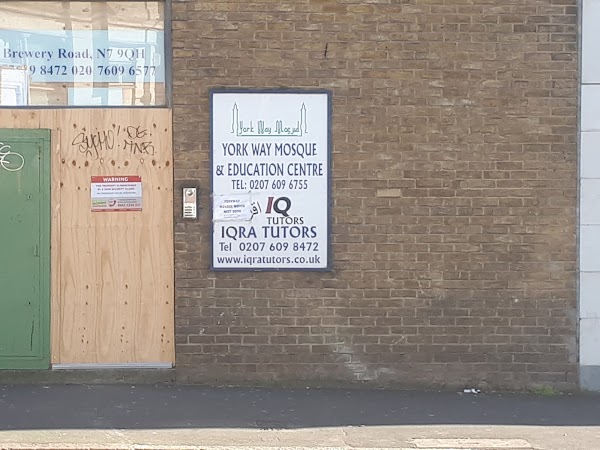 Brewery Road, N7 9QH
9 8472 020 7609 6577
WARNING
York Way Mosque
YORK WAY MOSQUE
& EDUCATION CENTRE
TEL: 0207 609 6755
IQ
TUTORS
IQRA TUTORS
Tel 0207 609 8472
www.iqratutors.co.uk